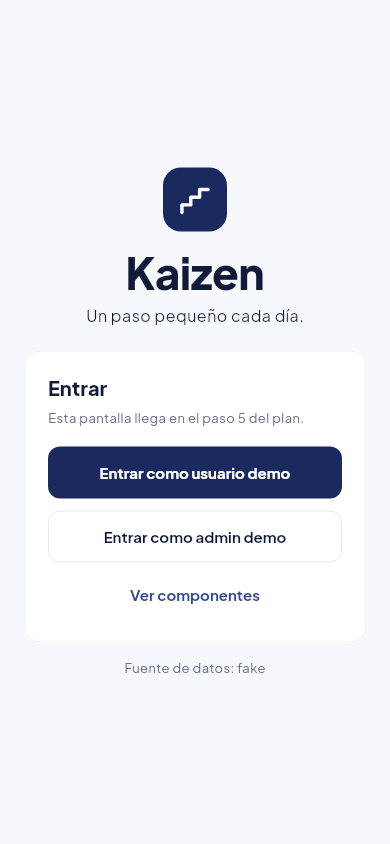 Kaizen
Un paso pequeño cada día.
Entrar
Esta pantalla llega en el paso 5 del plan.
Entrar como usuario demo
Entrar como admin demo
Ver componentes
Fuente de datos: fake